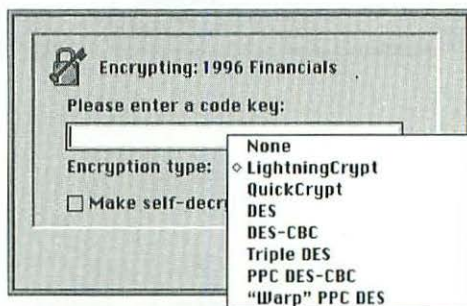 Encrypting: 1996 Financials
Please enter a code key:
Encryption type:
Make self-decr
None
LightningCrypt
QuickCrypt
DES
DES-CBC
Triple DES
PPC DES-CBC
“Warp” PPC DES